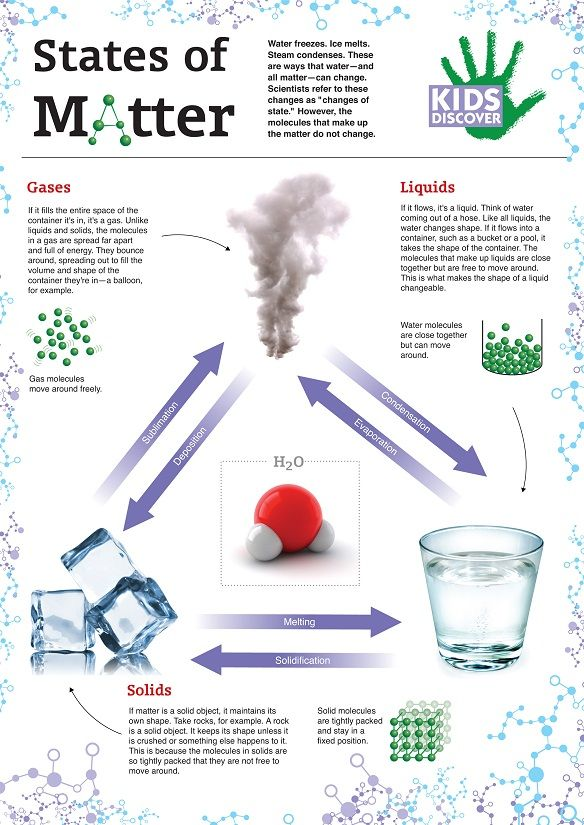 States of
Matter
Water freezes. Ice melts.
Steam condenses. These
are ways that water—and
all matter—can change.
Scientists refer to these
changes as "changes of
state." However, the
molecules that make up
the matter do not change.
KIDS
DISCOVER
Gases
If it fills the entire space of the
container it's in, it's a gas. Unlike
liquids and solids, the molecules
in a gas are spread far apart
and full of energy. They bounce
around, spreading out to fill the
volume and shape of the
container they're in—a balloon,
for example.
Gas molecules
move around freely.
Liquids
If it flows, it's a liquid. Think of water
coming out of a hose. Like all liquids, the
water changes shape. If it flows into a
container, such as a bucket or a pool, it
takes the shape of the container. The
molecules that make up liquids are close
together but are free to move around.
This is what makes the shape of a liquid
changeable.
Water molecules
are close together
but can move
around.
Sublimation
Deposition
Condensation
Evaporation
H₂O
Melting
Solidification
Solids
If matter is a solid object, it maintains its
own shape. Take rocks, for example. A rock
is a solid object. It keeps its shape unless it
is crushed or something else happens to it.
This is because the molecules in solids are
so tightly packed that they are not free to
move around.
Solid molecules
are tightly packed
and stay in a
fixed position.